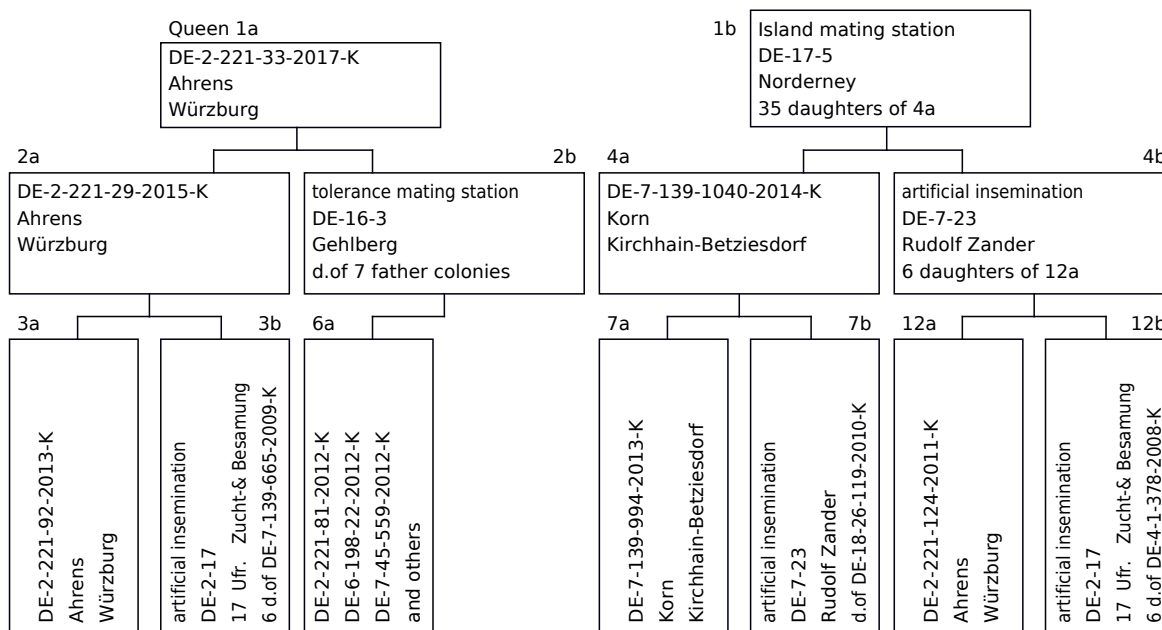 Queen 1a
DE-2-221-33-2017-K
Ahrens
Würzburg
1b
Island mating station
DE-17-5
Norderney
35 daughters of 4a
2a
DE-2-221-29-2015-K
Ahrens
Würzburg
2b
tolerance mating station
DE-16-3
Gehlberg
d.of 7 father colonies
4a
DE-7-139-1040-2014-K
Korn
Kirchhain-Betziesdorf
4b
artificial insemination
DE-7-23
Rudolf Zander
6 daughters of 12a
3a
DE-2-221-92-2013-K
Ahrens
Würzburg
3b
artificial insemination
DE-2-17
17 Ufr. Zucht-& Besamung
6 d.of DE-7-139-665-2009-K
6a
DE-2-221-81-2012-K
DE-6-198-22-2012-K
DE-7-45-559-2012-K
and others
7a
DE-7-139-994-2013-K
Korn
Kirchhain-Betziesdorf
7b
artificial insemination
DE-7-23
Rudolf Zander
d.of DE-18-26-119-2010-K
12a
DE-2-221-124-2011-K
Ahrens
Würzburg
12b
artificial insemination
DE-2-17
17 Ufr. Zucht-& Besamung
6 d.of DE-4-1-378-2008-K